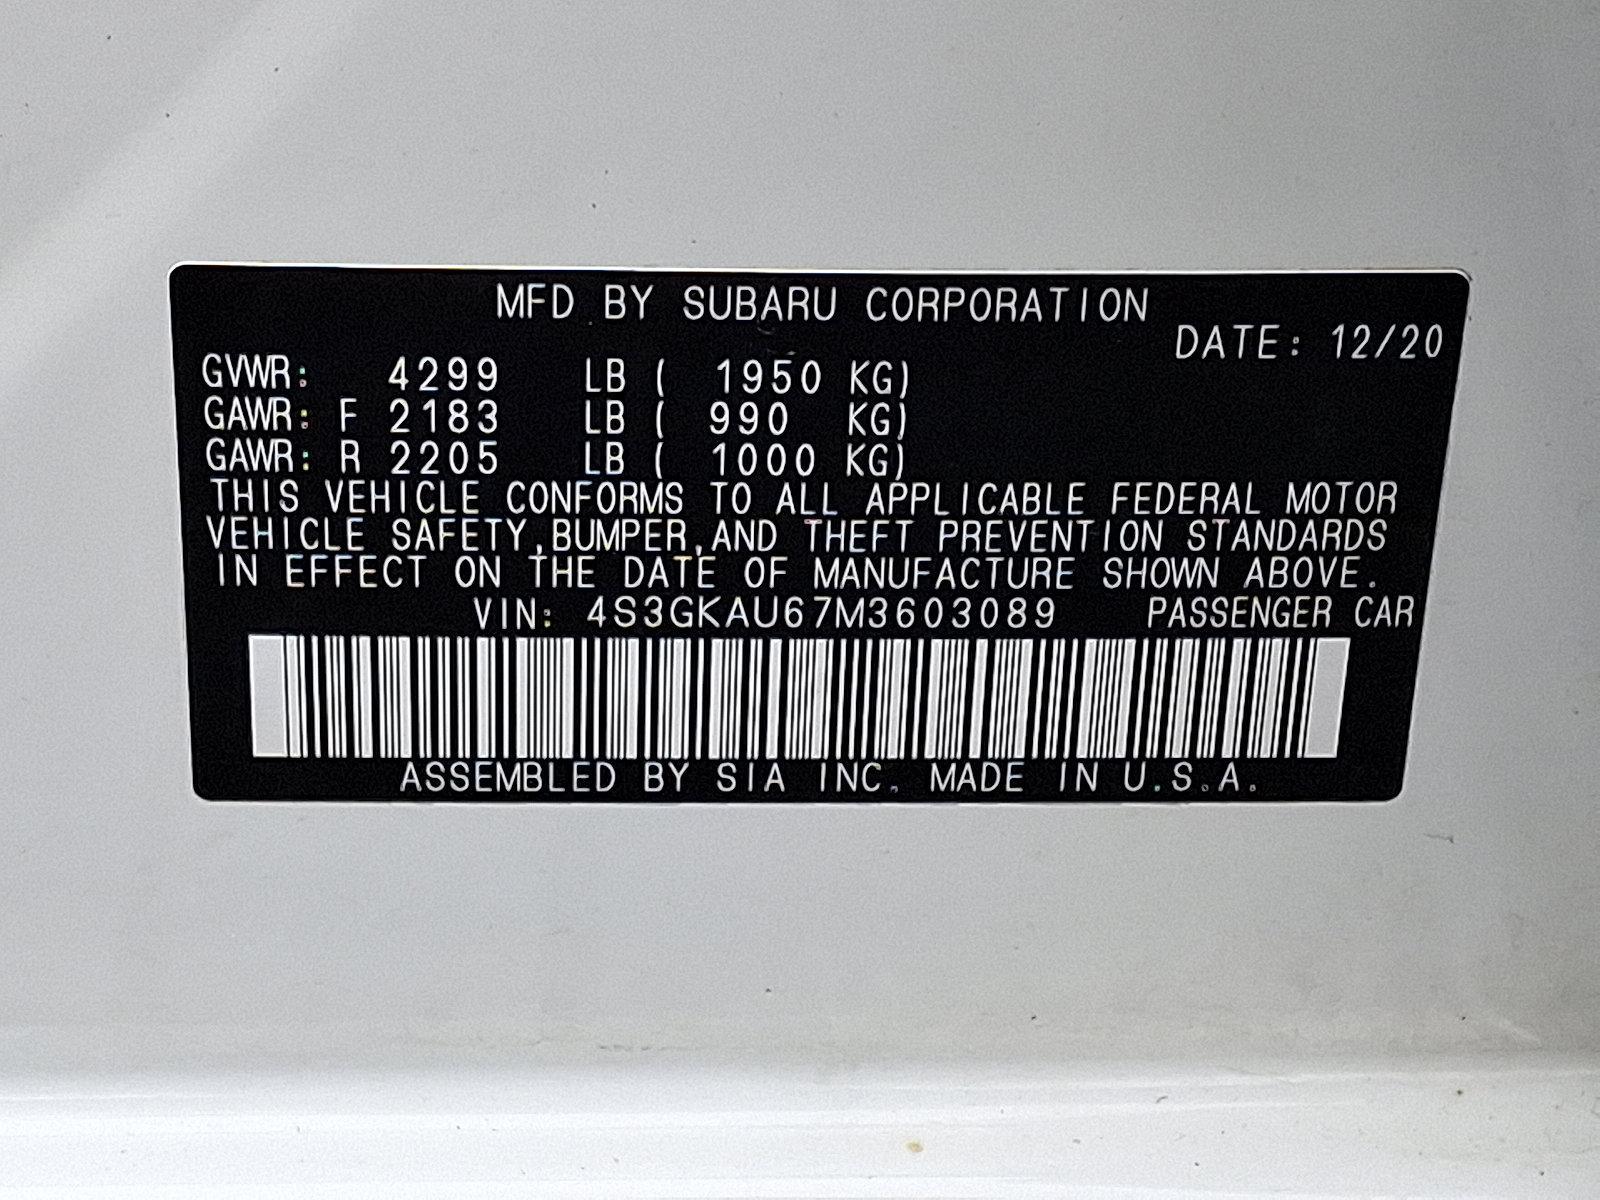 MFD BY SUBARU CORPORATION
DATE: 12/20
GVWR: 4299 LB ( 1950 KG)
GAWR: F 2183 LB ( 990 KG)
GAWR: R 2205 LB ( 1000 KG)
THIS VEHICLE CONFORMS TO ALL APPLICABLE FEDERAL MOTOR
VEHICLE SAFETY,BUMPER,AND THEFT PREVENTION STANDARDS
IN EFFECT ON THE DATE OF MANUFACTURE SHOWN ABOVE.
VIN: 4S3GKAU67M3603089 PASSENGER CAR
ASSEMBLED BY SIA INC. MADE IN U.S.A.